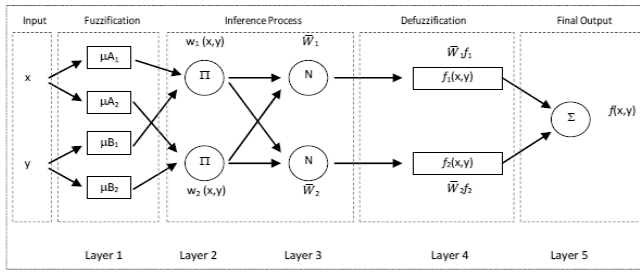 Input Fuzzification Inference Process Defuzzification Final Output
w₁ (x,y) W̅₁ W̅₁f₁
x μA₁ Π N f₁(x,y)
μA₂ Σ f(x,y)
μB₁
y Π N f₂(x,y)
μB₂ w₂ (x,y) W̅₂ W̅₂f₂
Layer 1 Layer 2 Layer 3 Layer 4 Layer 5